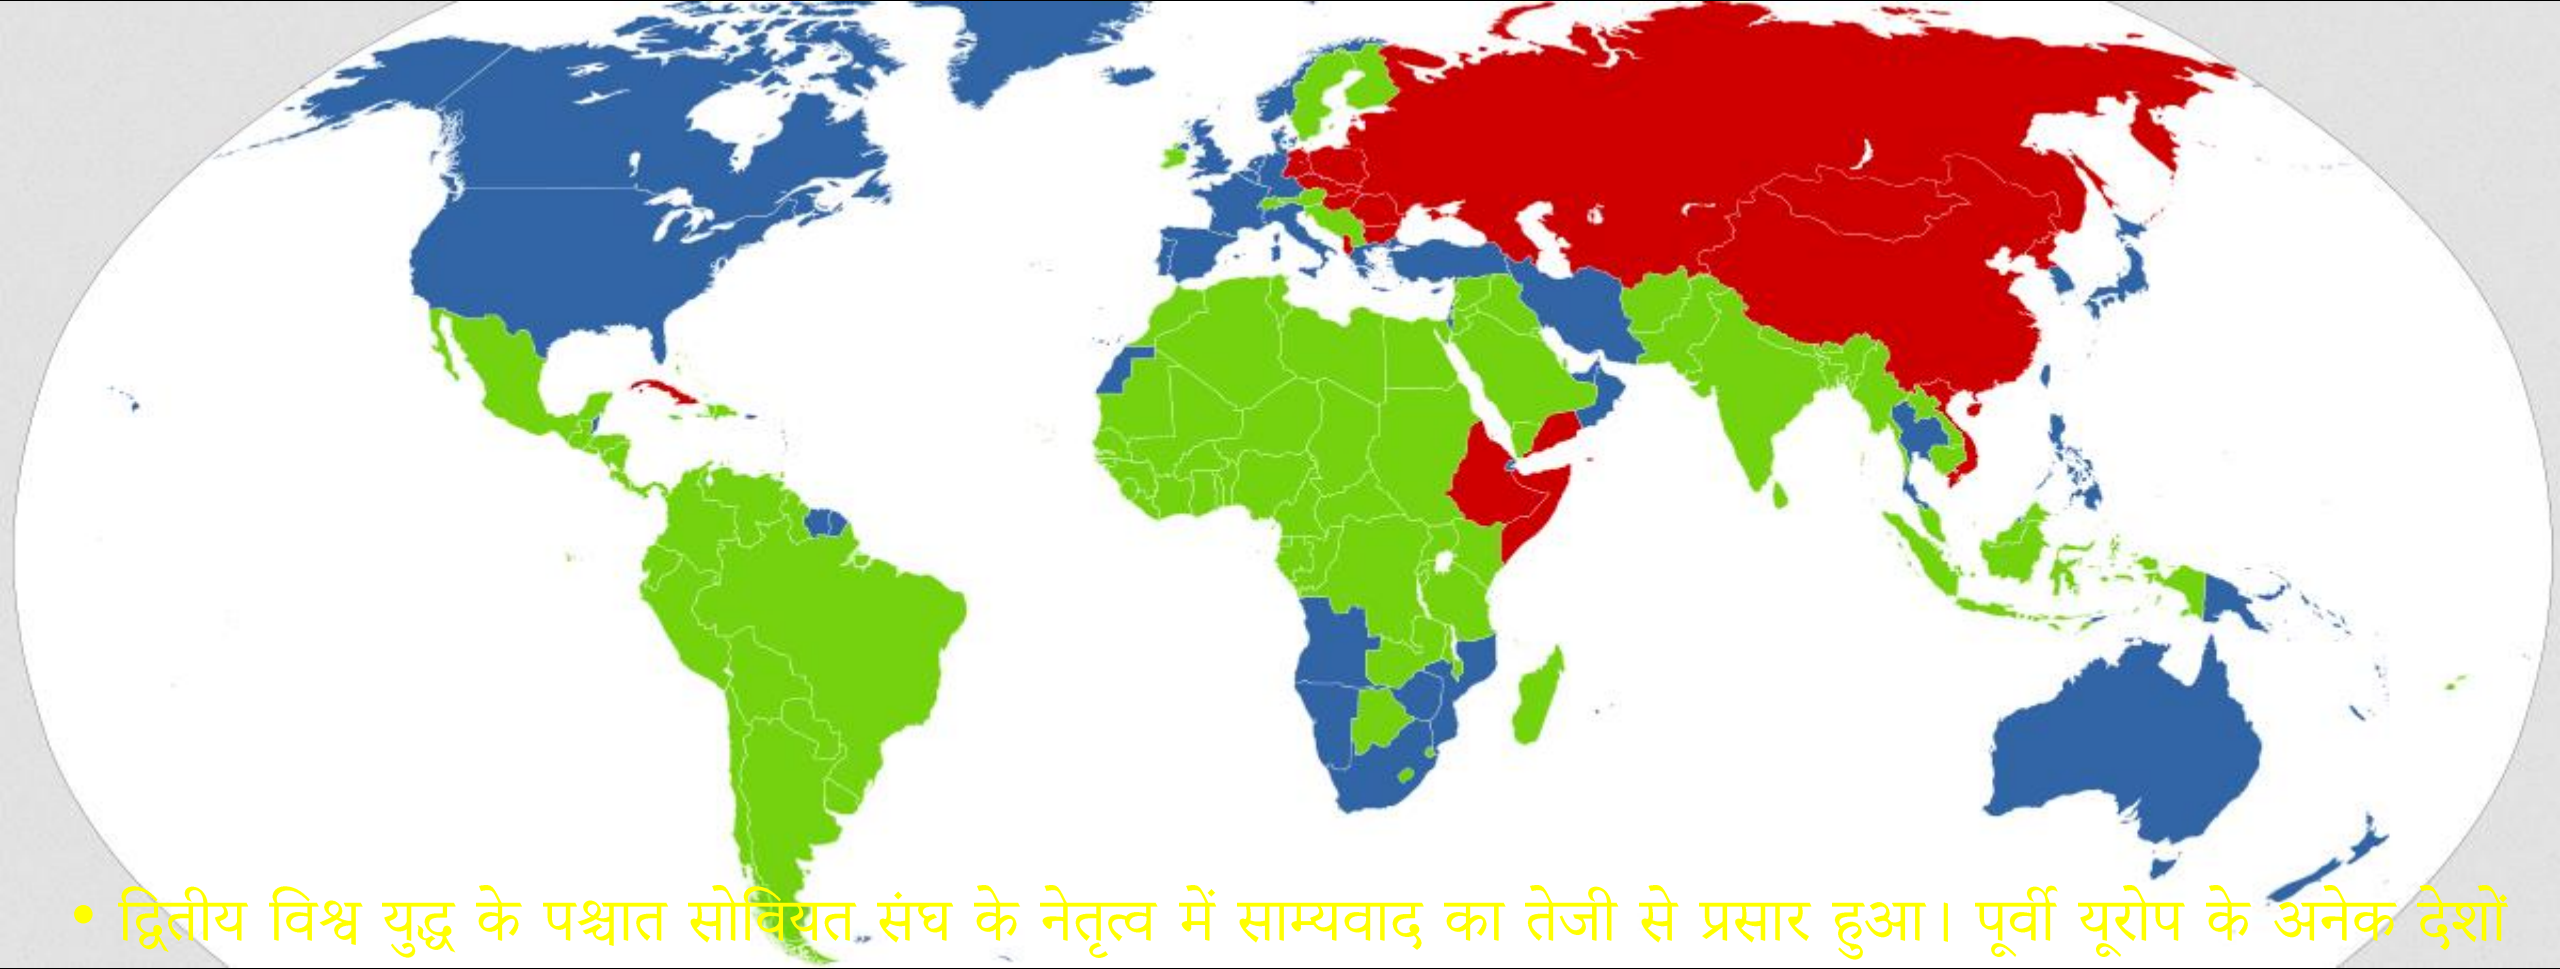 • द्वितीय विश्व युद्ध के पश्चात सोवियत संघ के नेतृत्व में साम्यवाद का तेजी से प्रसार हुआ। पूर्वी यूरोप के अनेक देशों